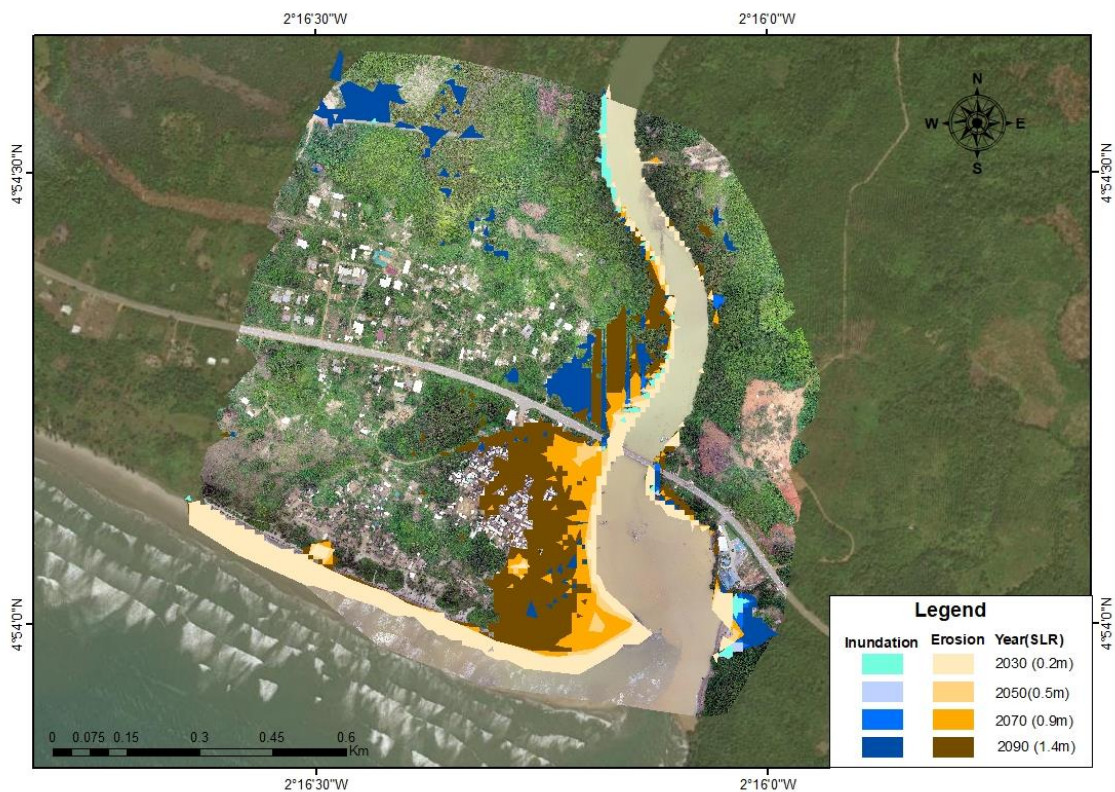 2°16'30"W 2°16'0"W
N
W E
S
4°54'30"N 4°54'30"N
4°54'0"N 4°54'0"N
Legend
Inundation Erosion Year(SLR)
2030 (0.2m)
2050(0.5m)
2070 (0.9m)
2090 (1.4m)
0 0.075 0.15 0.3 0.45 0.6
Km
2°16'30"W 2°16'0"W